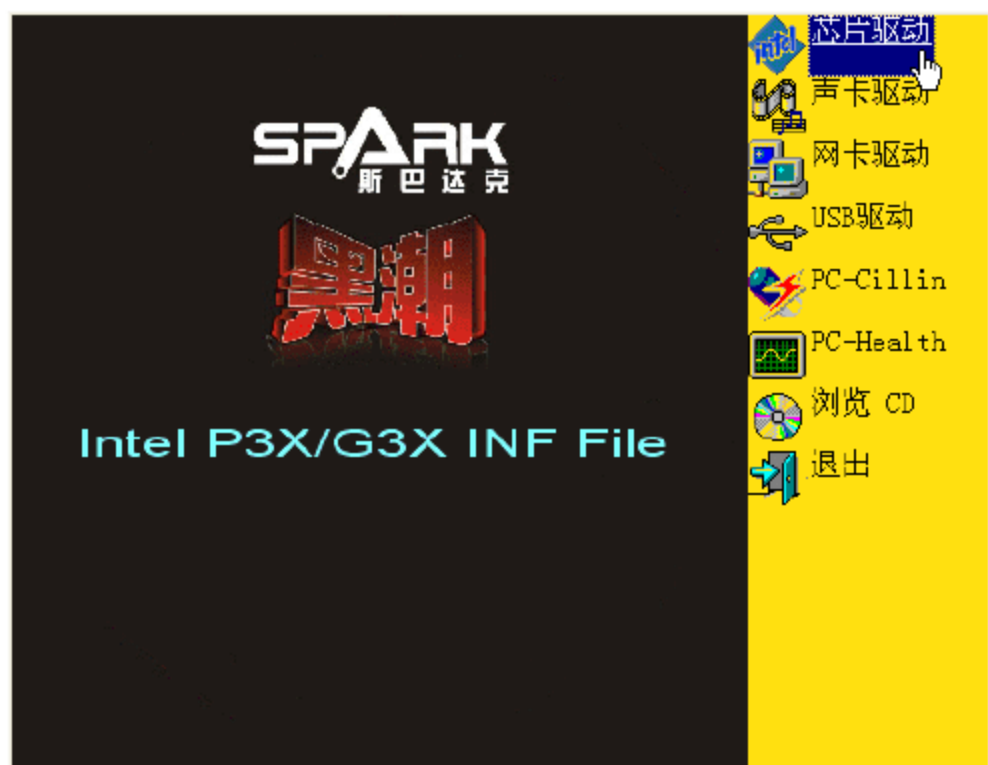 SPARK
斯巴达克
黑潮
Intel P3X/G3X INF File
intel
芯片驱动
声卡驱动
网卡驱动
USB驱动
PC-Cillin
PC-Health
浏览 CD
退出